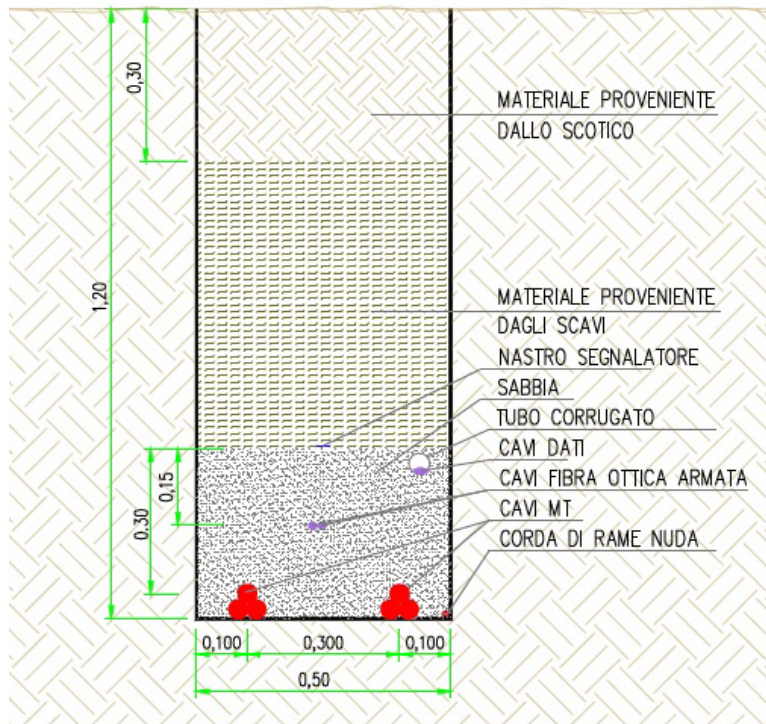 0,30
MATERIALE PROVENIENTE
DALLO SCOTICO
1,20
MATERIALE PROVENIENTE
DAGLI SCAVI
NASTRO SEGNALATORE
SABBIA
TUBO CORRUGATO
CAVI DATI
CAVI FIBRA OTTICA ARMATA
CAVI MT
CORDA DI RAME NUDA
0,15
0,30
0,100
0,300
0,100
0,50